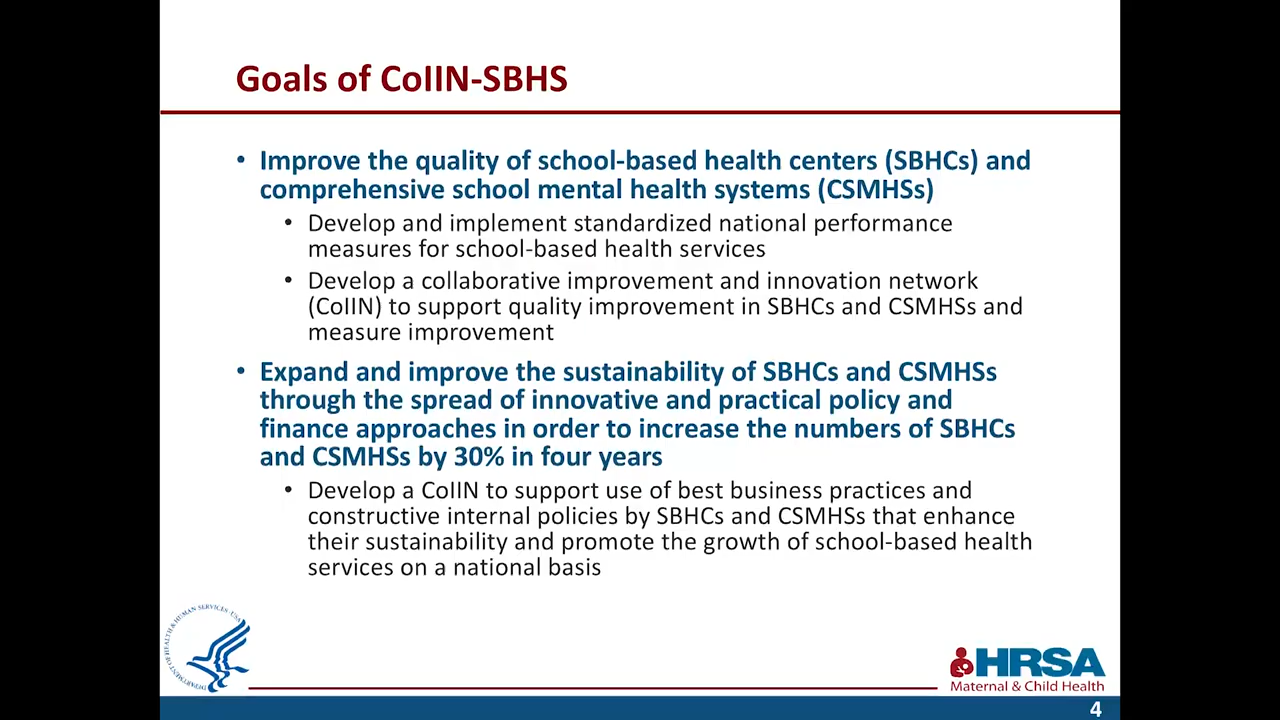 Goals of CoIIN-SBHS
• Improve the quality of school-based health centers (SBHCs) and
comprehensive school mental health systems (CSMHSs)
• Develop and implement standardized national performance
measures for school-based health services
• Develop a collaborative improvement and innovation network
(CoIIN) to support quality improvement in SBHCs and CSMHSs and
measure improvement
• Expand and improve the sustainability of SBHCs and CSMHSs
through the spread of innovative and practical policy and
finance approaches in order to increase the numbers of SBHCs
and CSMHSs by 30% in four years
• Develop a CoIIN to support use of best business practices and
constructive internal policies by SBHCs and CSMHSs that enhance
their sustainability and promote the growth of school-based health
services on a national basis
DEPARTMENT OF HEALTH & HUMAN SERVICES · USA
HRSA
Maternal & Child Health
4